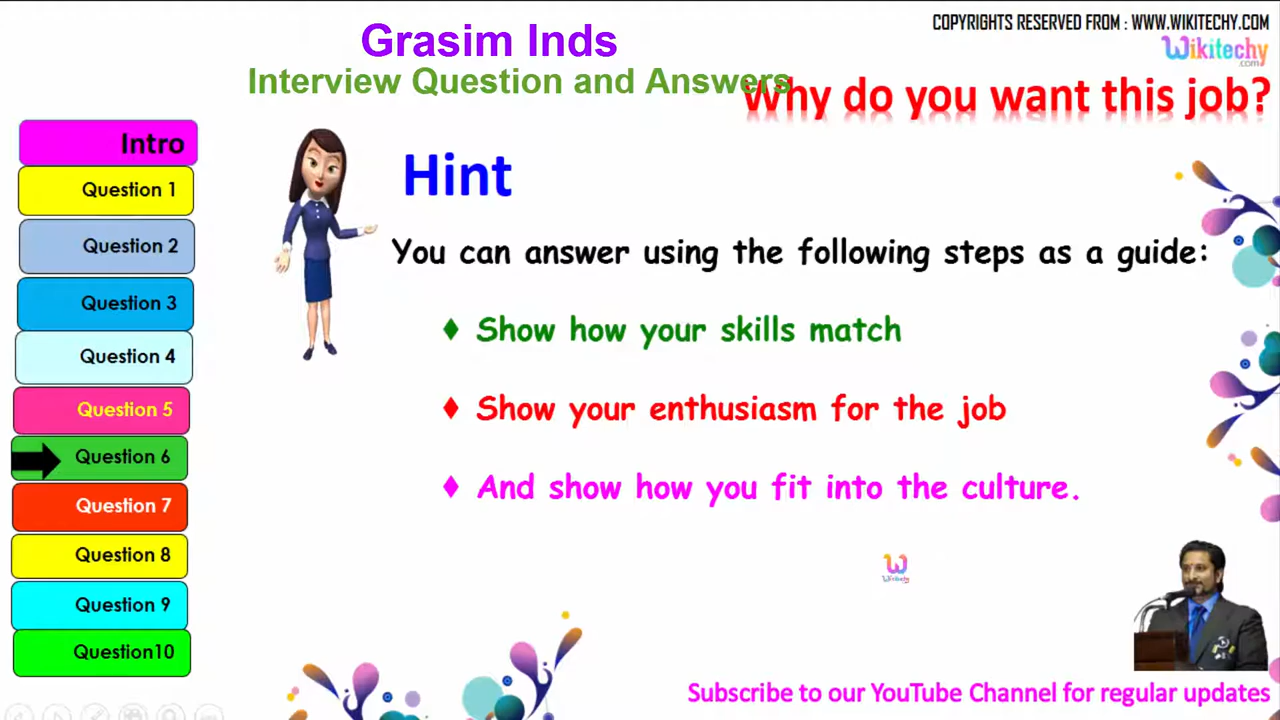 COPYRIGHTS RESERVED FROM : WWW.WIKITECHY.COM
Wikitechy
.com
Grasim Inds
Interview Question and Answers
Why do you want this job?
Intro
Question 1
Question 2
Question 3
Question 4
Question 5
Question 6
Question 7
Question 8
Question 9
Question10
Hint
You can answer using the following steps as a guide:
Show how your skills match
Show your enthusiasm for the job
And show how you fit into the culture.
Wikitechy
Subscribe to our YouTube Channel for regular updates